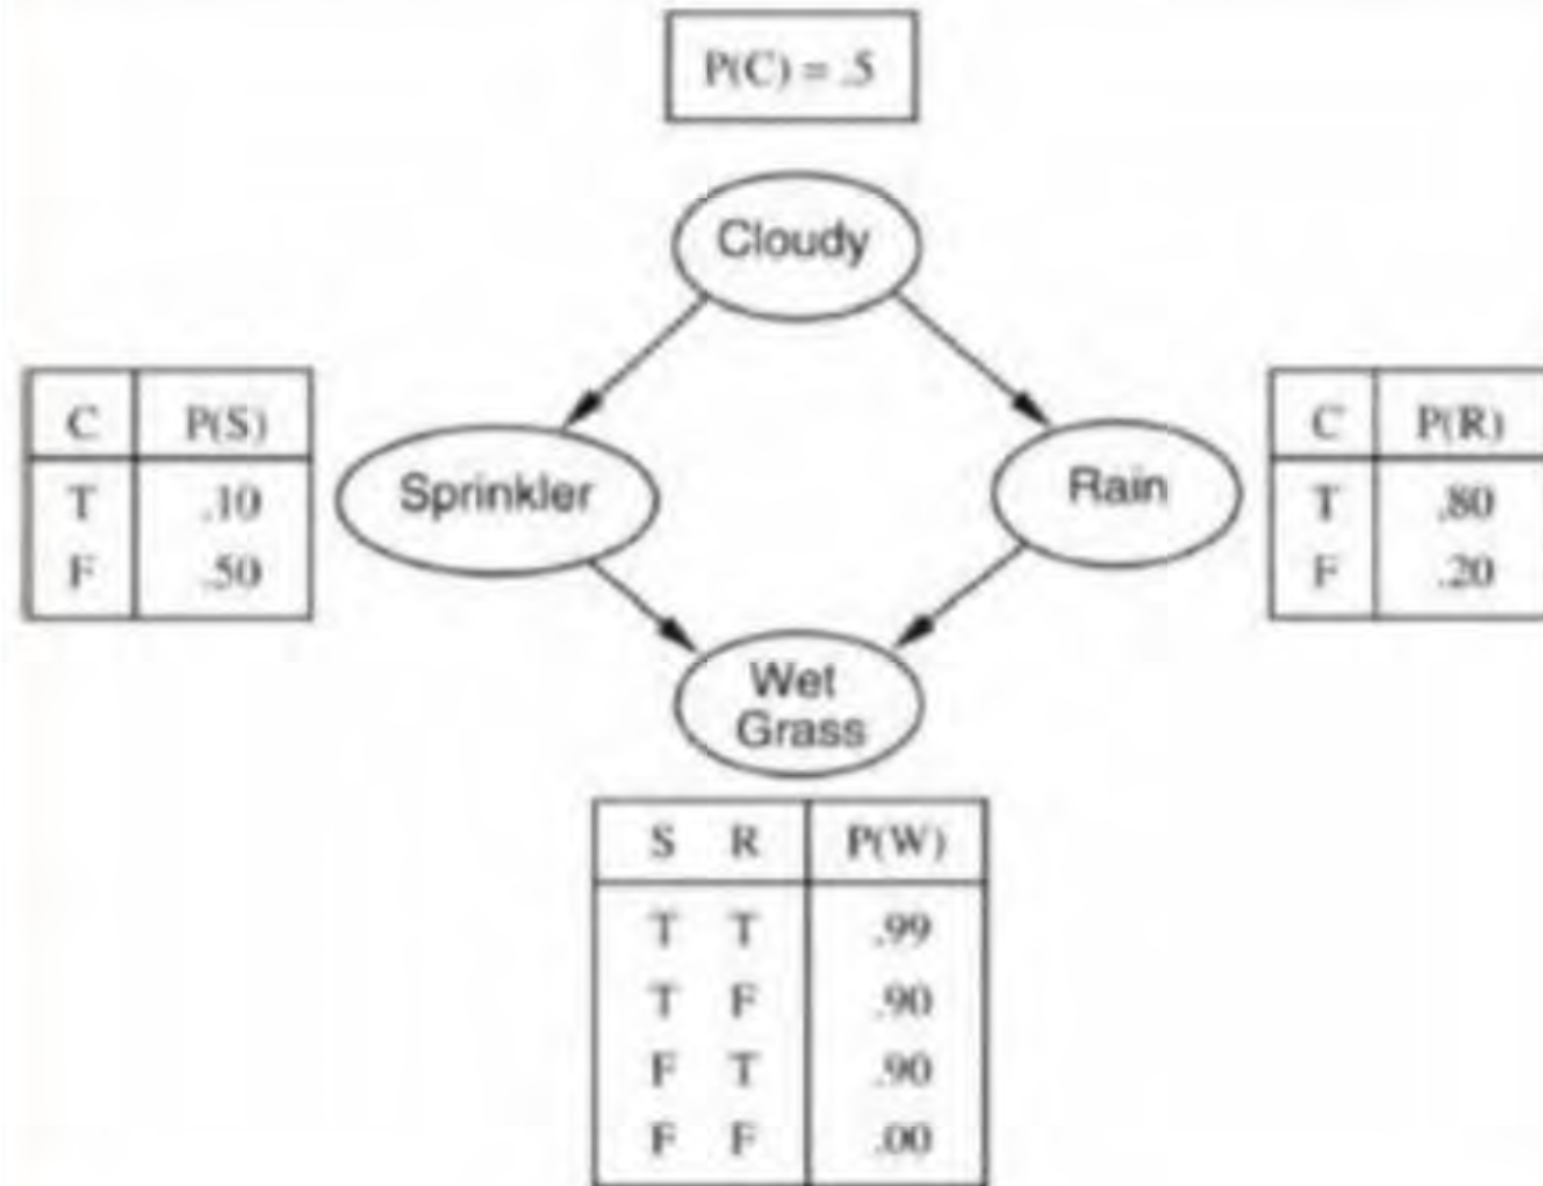 P(C) = .5
Cloudy
C P(S)
T .10
F .50
Sprinkler
Rain
C P(R)
T .80
F .20
Wet
Grass
S R P(W)
T T .99
T F .90
F T .90
F F .00